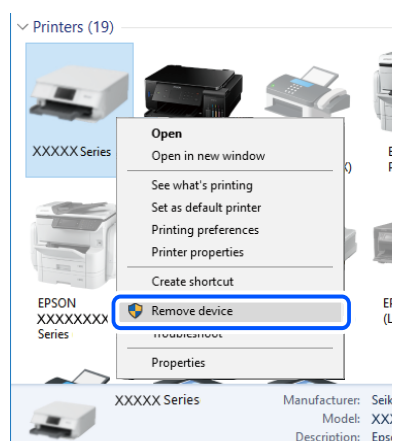 Printers (19)
XXXXX Series
Open
Open in new window
See what's printing
Set as default printer
Printing preferences
Printer properties
Create shortcut
Remove device
Troubleshoot
Properties
EPSON
XXXXXXXX
Series
XXXXX Series
Manufacturer:
Model:
Description: